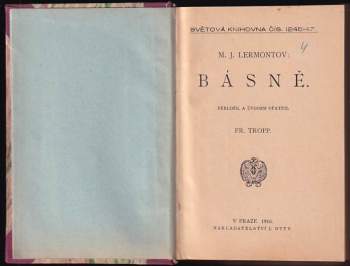 SVĚTOVÁ KNIHOVNA ČÍS. 1246-47.
4
M. J. LERMONTOV:
BÁSNĚ.
PŘELOŽIL A ÚVODEM OPATŘIL
FR. TROPP.
V PRAZE 1916.
NAKLADATELSTVÍ J. OTTY.